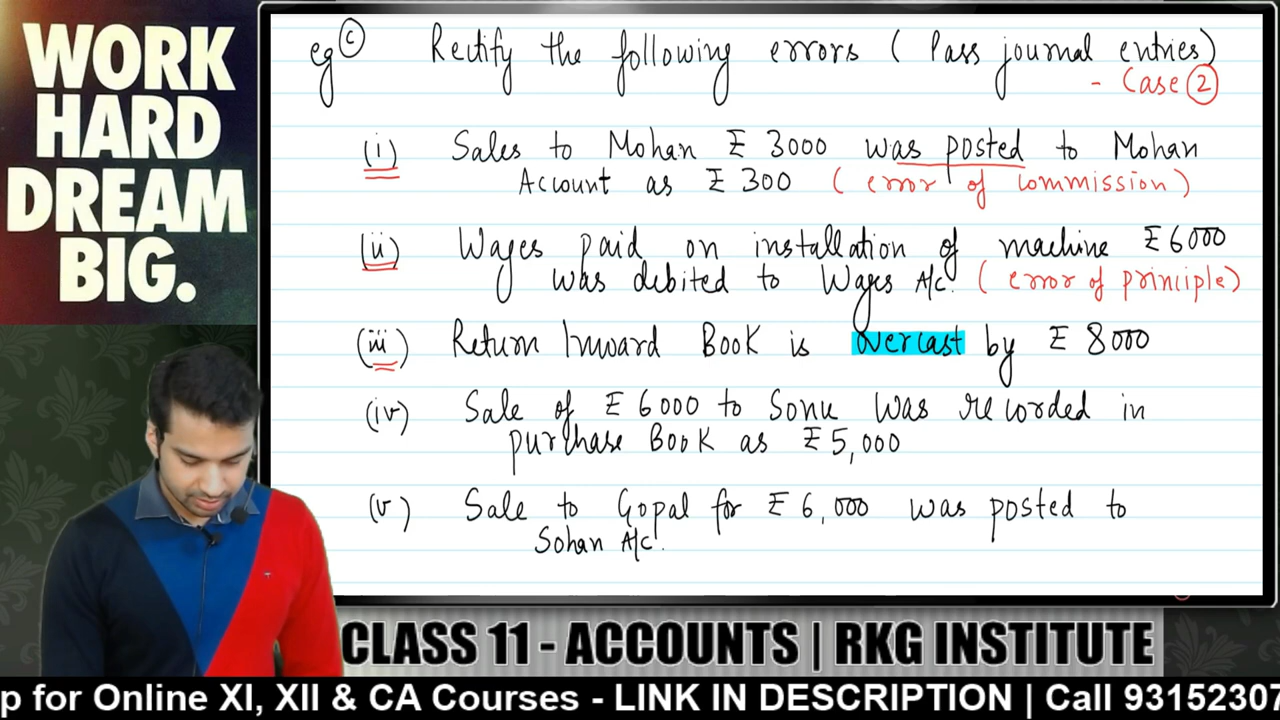 WORK
HARD
DREAM
BIG.
eg (c) Rectify the following errors ( Pass journal entries)
- Case (2)
(i) Sales to Mohan ₹ 3000 was posted to Mohan
Account as ₹ 300 ( error of commission)
(ii) Wages paid on installation of machine ₹ 6000
was debited to Wages A/c. ( error of principle)
(iii) Return Inward Book is overcast by ₹ 8000
(iv) Sale of ₹ 6000 to Sonu was recorded in
purchase Book as ₹ 5,000
(v) Sale to Gopal for ₹ 6,000 was posted to
Sohan A/c.
CLASS 11 - ACCOUNTS | RKG INSTITUTE
p for Online XI, XII & CA Courses - LINK IN DESCRIPTION | Call 93152307